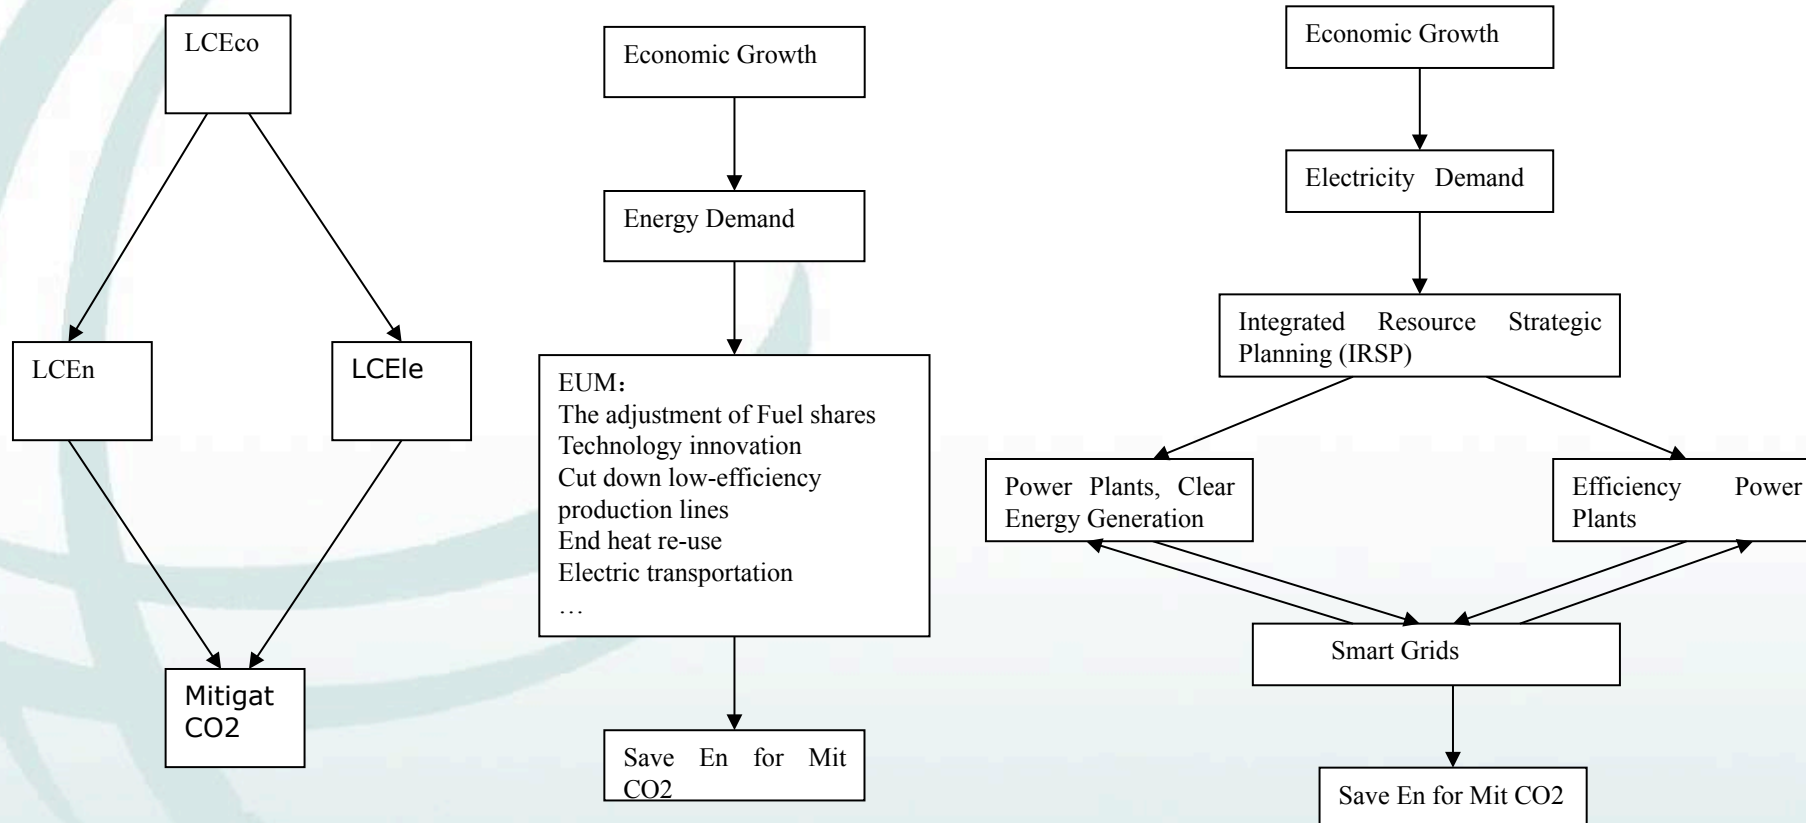 LCEco
LCEn
LCEle
Mitigat
CO2
Economic Growth
Energy Demand
EUM：
The adjustment of Fuel shares
Technology innovation
Cut down low-efficiency
production lines
End heat re-use
Electric transportation
…
Save En for Mit
CO2
Economic Growth
Electricity Demand
Integrated Resource Strategic
Planning (IRSP)
Power Plants, Clear
Energy Generation
Efficiency Power
Plants
Smart Grids
Save En for Mit CO2